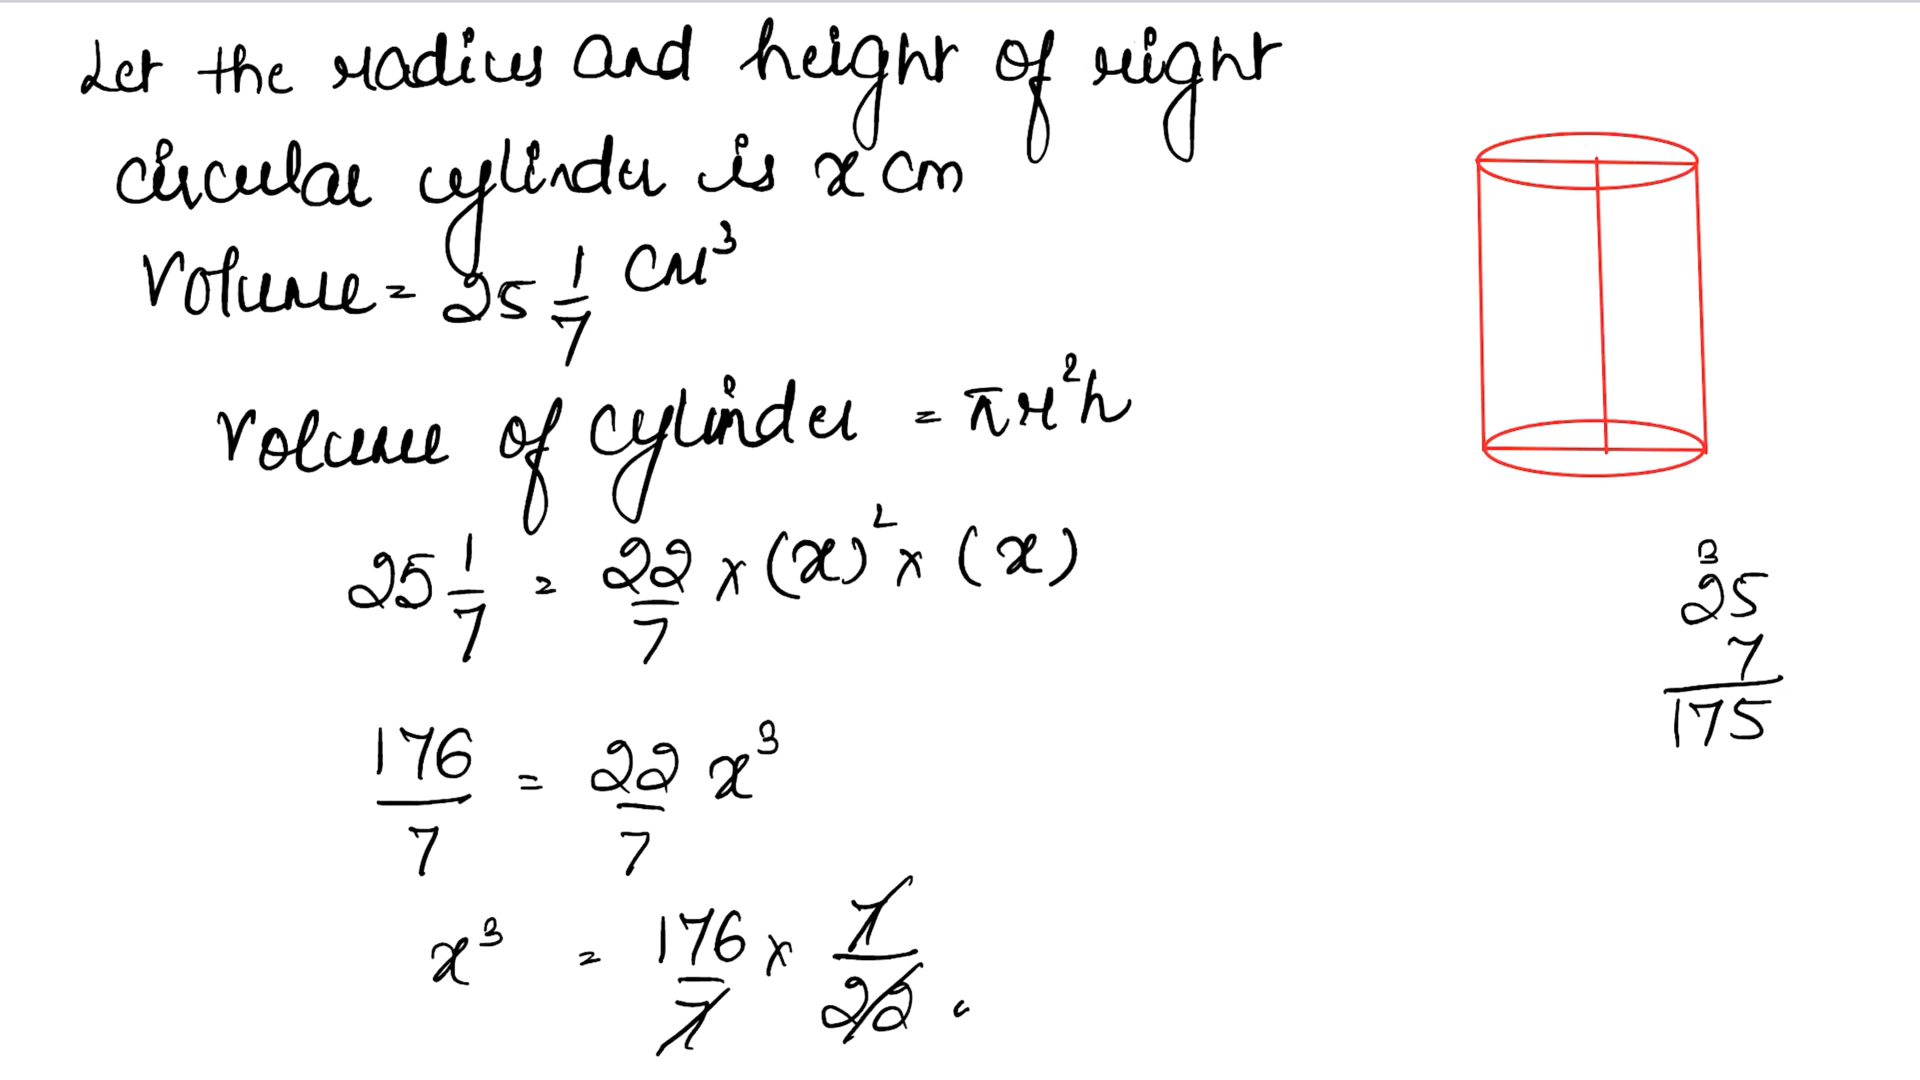 Let the radius and height of right
circular cylinder is x cm
Volume = 25 1/7 cm³
Volume of cylinder = πr²h
25 1/7 = 22/7 × (x)² × (x)
176/7 = 22/7 x³
x³ = 176/7 × 7/22
3
25
7
175